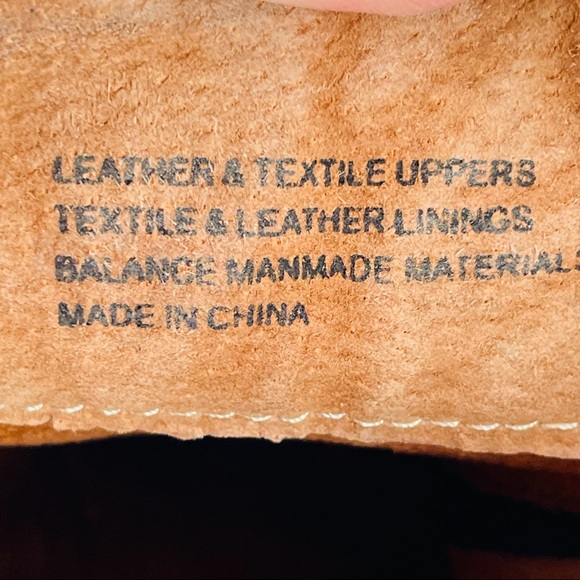 LEATHER & TEXTILE UPPERS
TEXTILE & LEATHER LININGS
BALANCE MANMADE MATERIALS
MADE IN CHINA